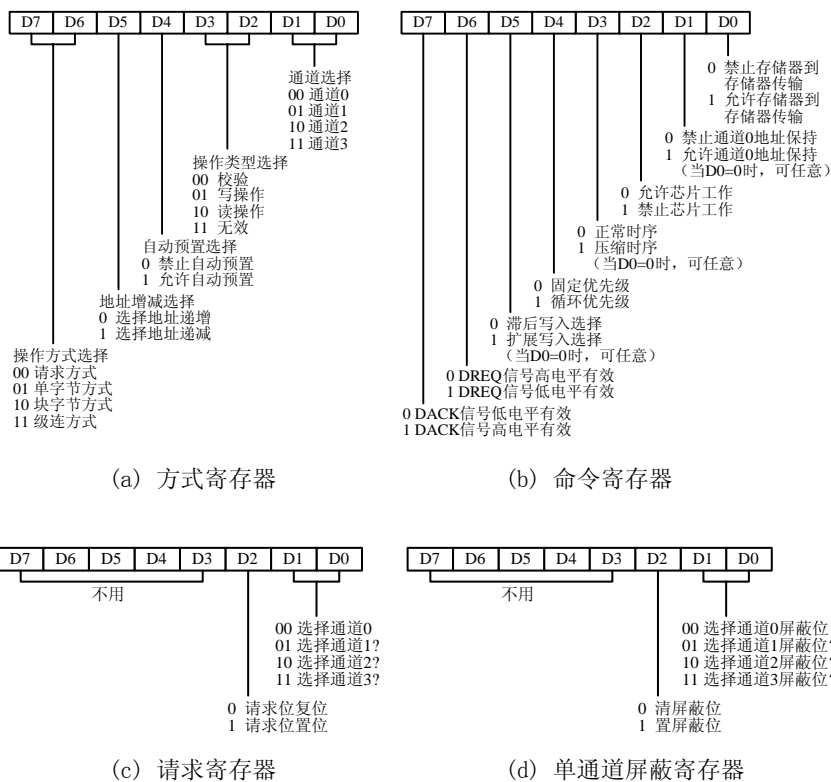 D7 D6 D5 D4 D3 D2 D1 D0
通道选择
00 通道0
01 通道1
10 通道2
11 通道3
操作类型选择
00 校验
01 写操作
10 读操作
11 无效
自动预置选择
0 禁止自动预置
1 允许自动预置
地址增减选择
0 选择地址递增
1 选择地址递减
操作方式选择
00 请求方式
01 单字节方式
10 块字节方式
11 级连方式
(a) 方式寄存器
D7 D6 D5 D4 D3 D2 D1 D0
0 禁止存储器到
存储器传输
1 允许存储器到
存储器传输
0 禁止通道0地址保持
1 允许通道0地址保持
(当D0=0时，可任意)
0 允许芯片工作
1 禁止芯片工作
0 正常时序
1 压缩时序
(当D0=0时，可任意)
0 固定优先级
1 循环优先级
0 滞后写入选择
1 扩展写入选择
(当D0=0时，可任意)
0 DREQ信号高电平有效
1 DREQ信号低电平有效
0 DACK信号低电平有效
1 DACK信号高电平有效
(b) 命令寄存器
D7 D6 D5 D4 D3 D2 D1 D0
不用
00 选择通道0
01 选择通道1?
10 选择通道2?
11 选择通道3?
0 请求位复位
1 请求位置位
(c) 请求寄存器
D7 D6 D5 D4 D3 D2 D1 D0
不用
00 选择通道0屏蔽位
01 选择通道1屏蔽位
10 选择通道2屏蔽位
11 选择通道3屏蔽位
0 清屏蔽位
1 置屏蔽位
(d) 单通道屏蔽寄存器